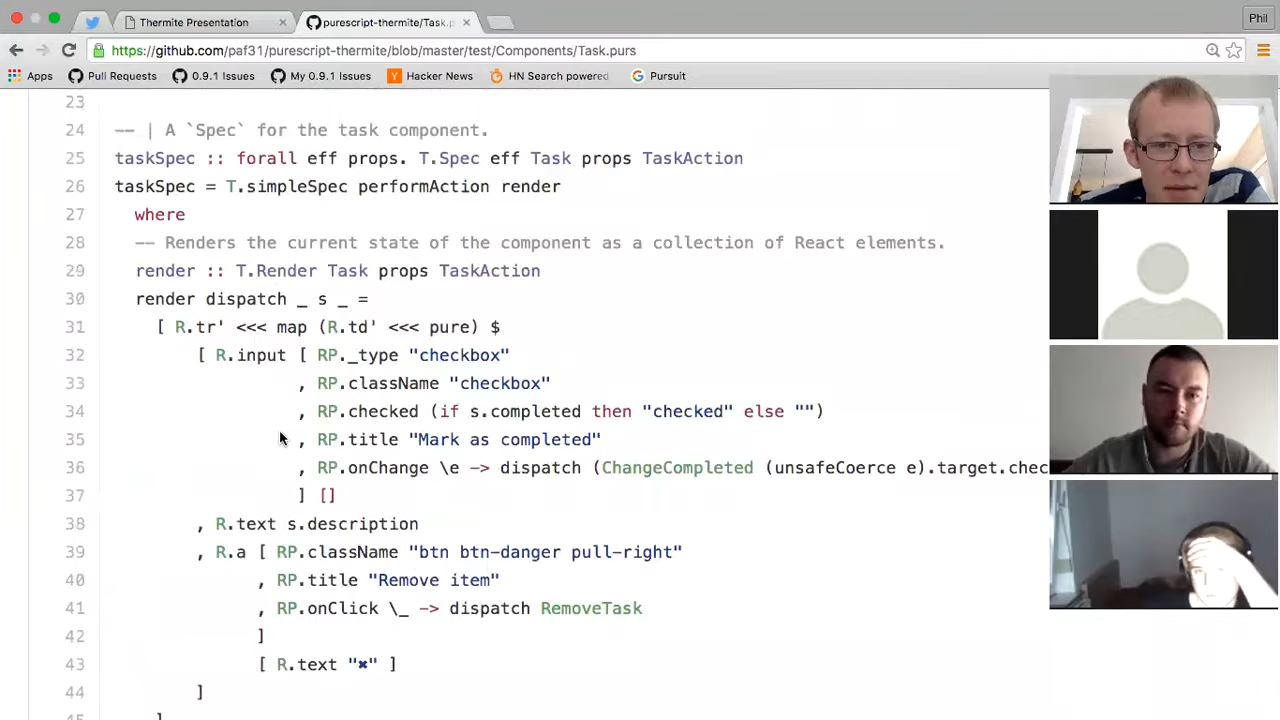 Thermite Presentation
purescript-thermite/Task.p
Phil
https://github.com/paf31/purescript-thermite/blob/master/test/Components/Task.purs
Apps Pull Requests 0.9.1 Issues My 0.9.1 Issues Hacker News HN Search powered Pursuit
23
24 -- | A `Spec` for the task component.
25 taskSpec :: forall eff props. T.Spec eff Task props TaskAction
26 taskSpec = T.simpleSpec performAction render
27 where
28 -- Renders the current state of the component as a collection of React elements.
29 render :: T.Render Task props TaskAction
30 render dispatch _ s _ =
31 [ R.tr' <<< map (R.td' <<< pure) $
32 [ R.input [ RP._type "checkbox"
33 , RP.className "checkbox"
34 , RP.checked (if s.completed then "checked" else "")
35 , RP.title "Mark as completed"
36 , RP.onChange \e -> dispatch (ChangeCompleted (unsafeCoerce e).target.chec
37 ] []
38 , R.text s.description
39 , R.a [ RP.className "btn btn-danger pull-right"
40 , RP.title "Remove item"
41 , RP.onClick \_ -> dispatch RemoveTask
42 ]
43 [ R.text "✖" ]
44 ]
45 ]